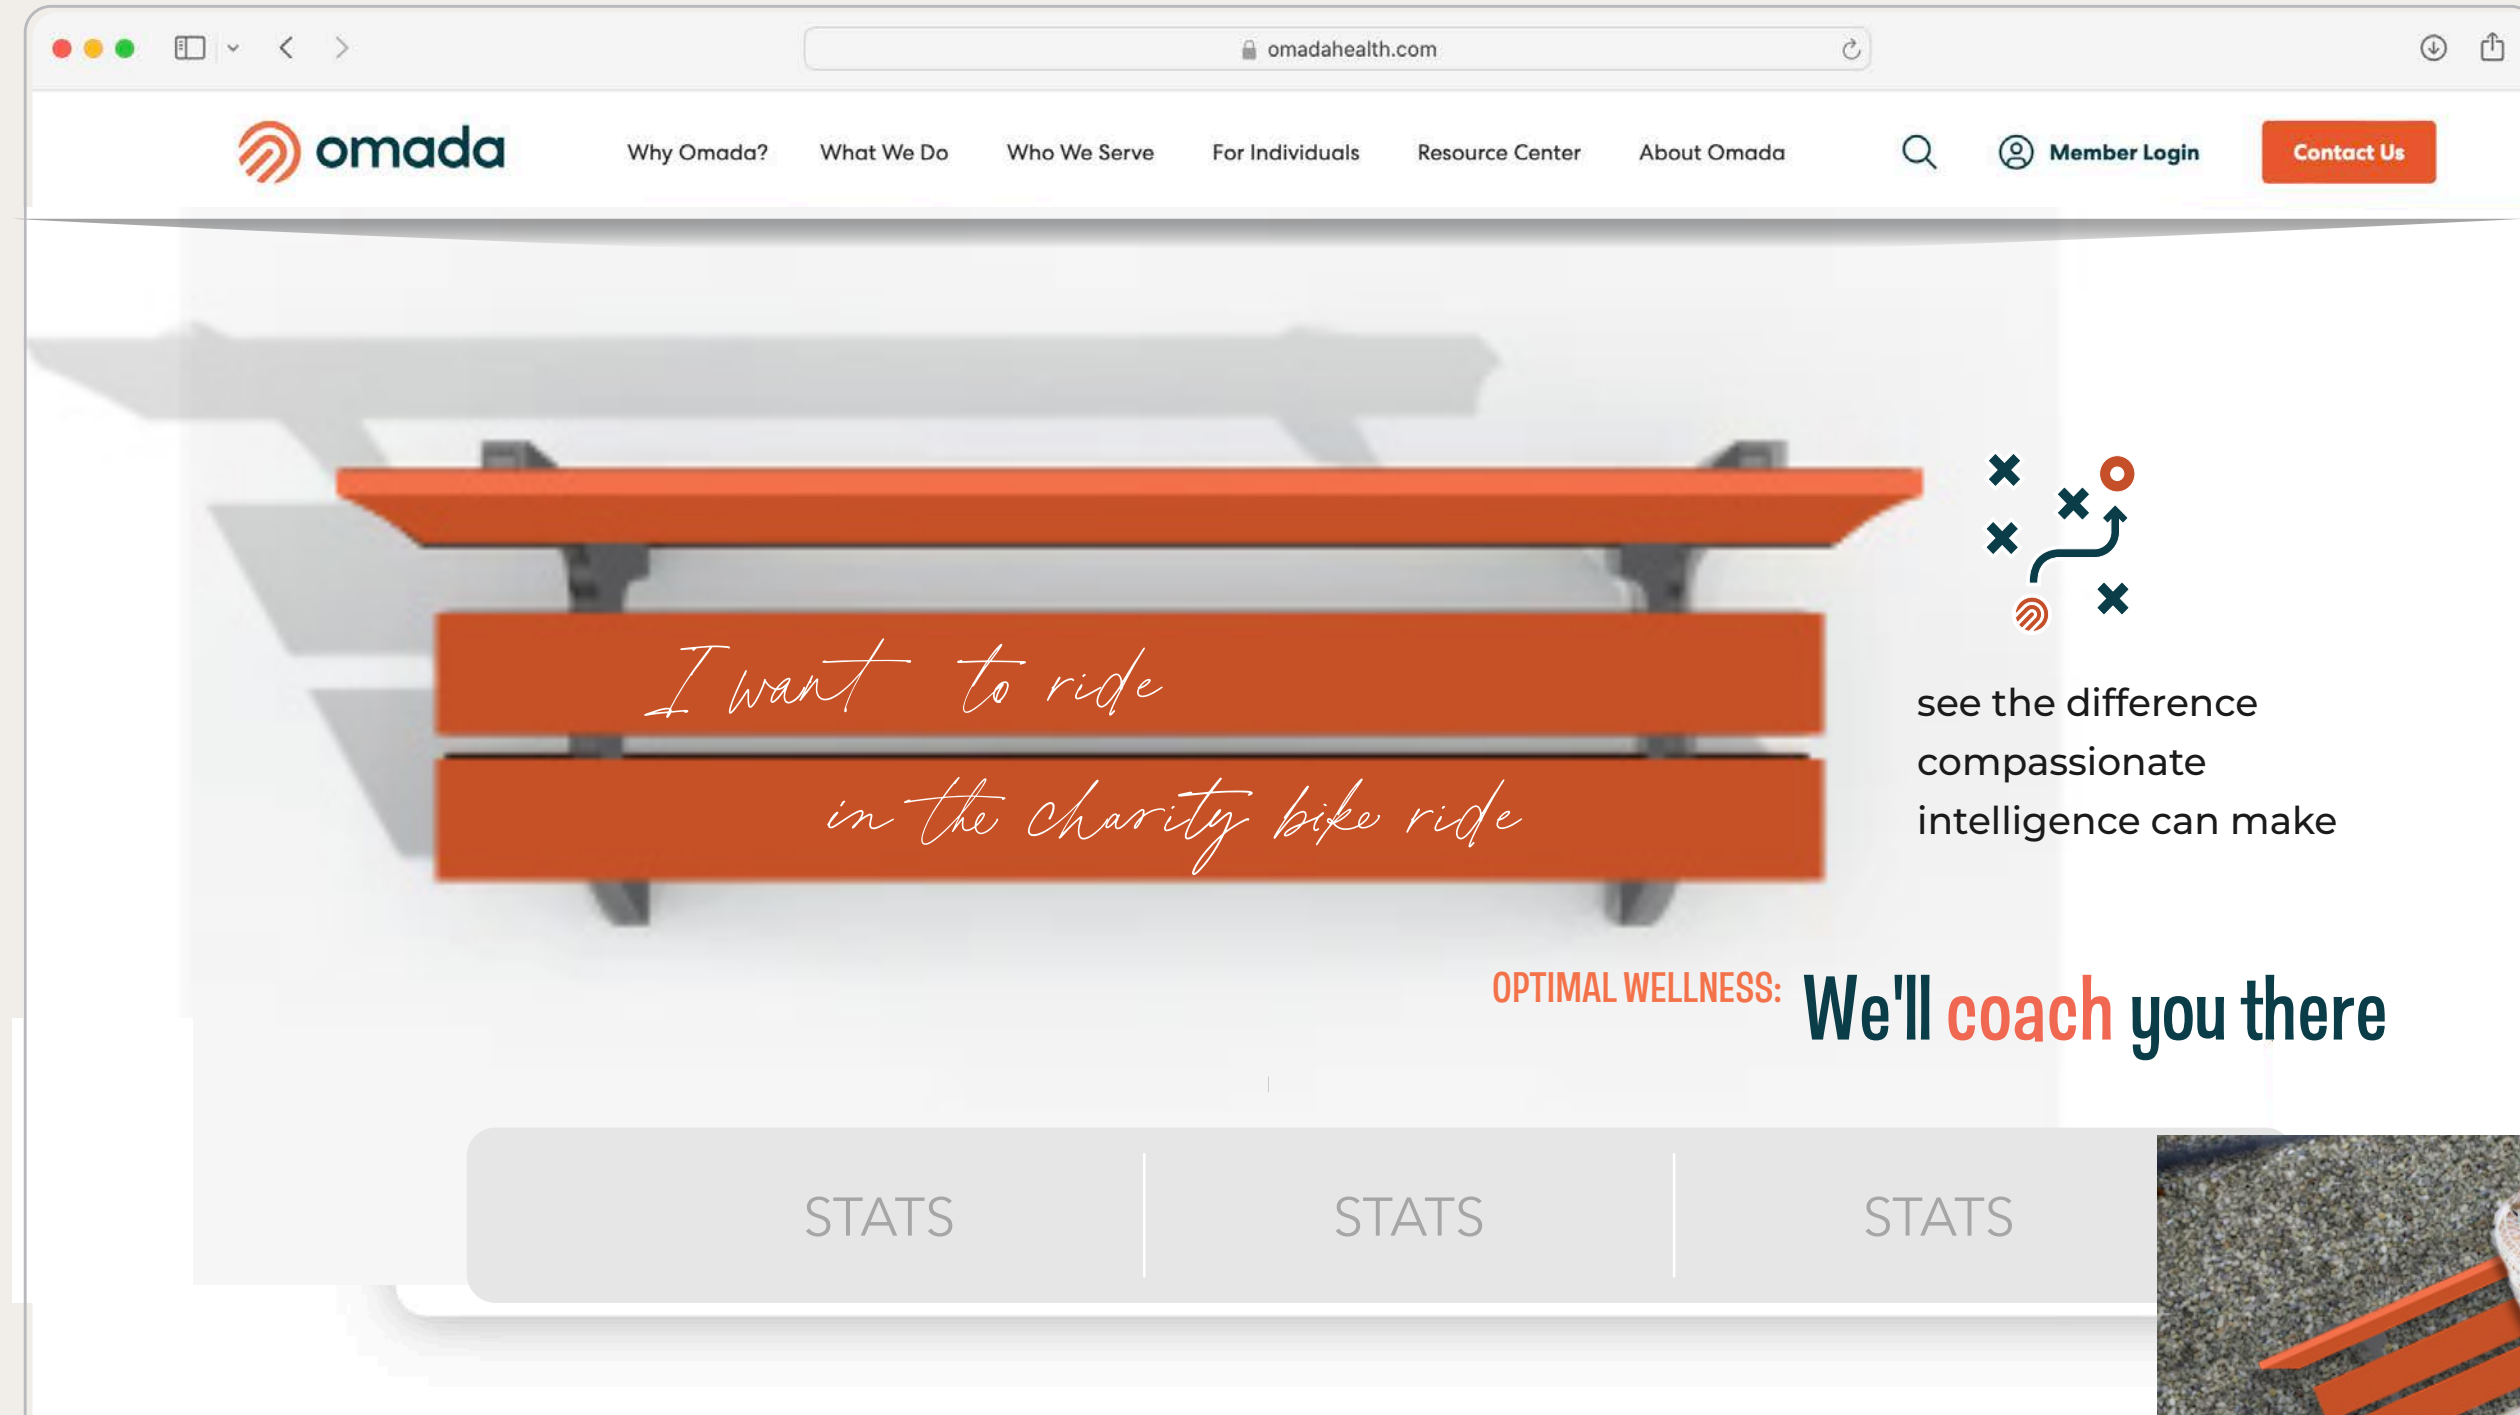 omadahealth.com
omada
Why Omada?
What We Do
Who We Serve
For Individuals
Resource Center
About Omada
Member Login
Contact Us
I want to ride
in the charity bike ride
see the difference
compassionate
intelligence can make
OPTIMAL WELLNESS: We'll coach you there
STATS
STATS
STATS